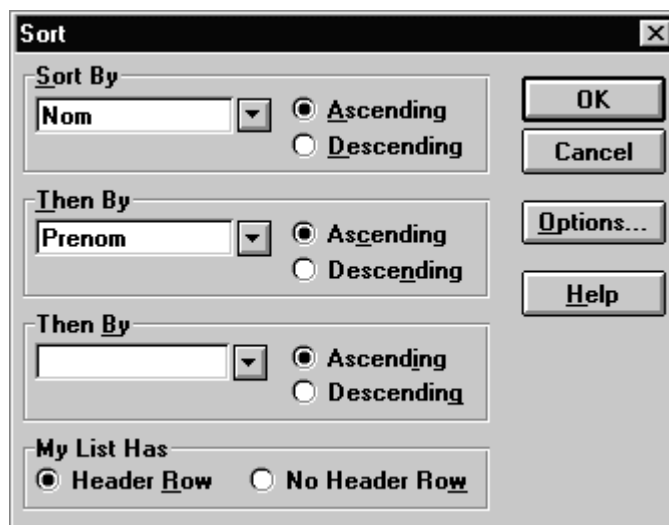 Sort
Sort By
Nom
Ascending
Descending
OK
Cancel
Then By
Prenom
Ascending
Descending
Options...
Help
Then By
Ascending
Descending
My List Has
Header Row
No Header Row